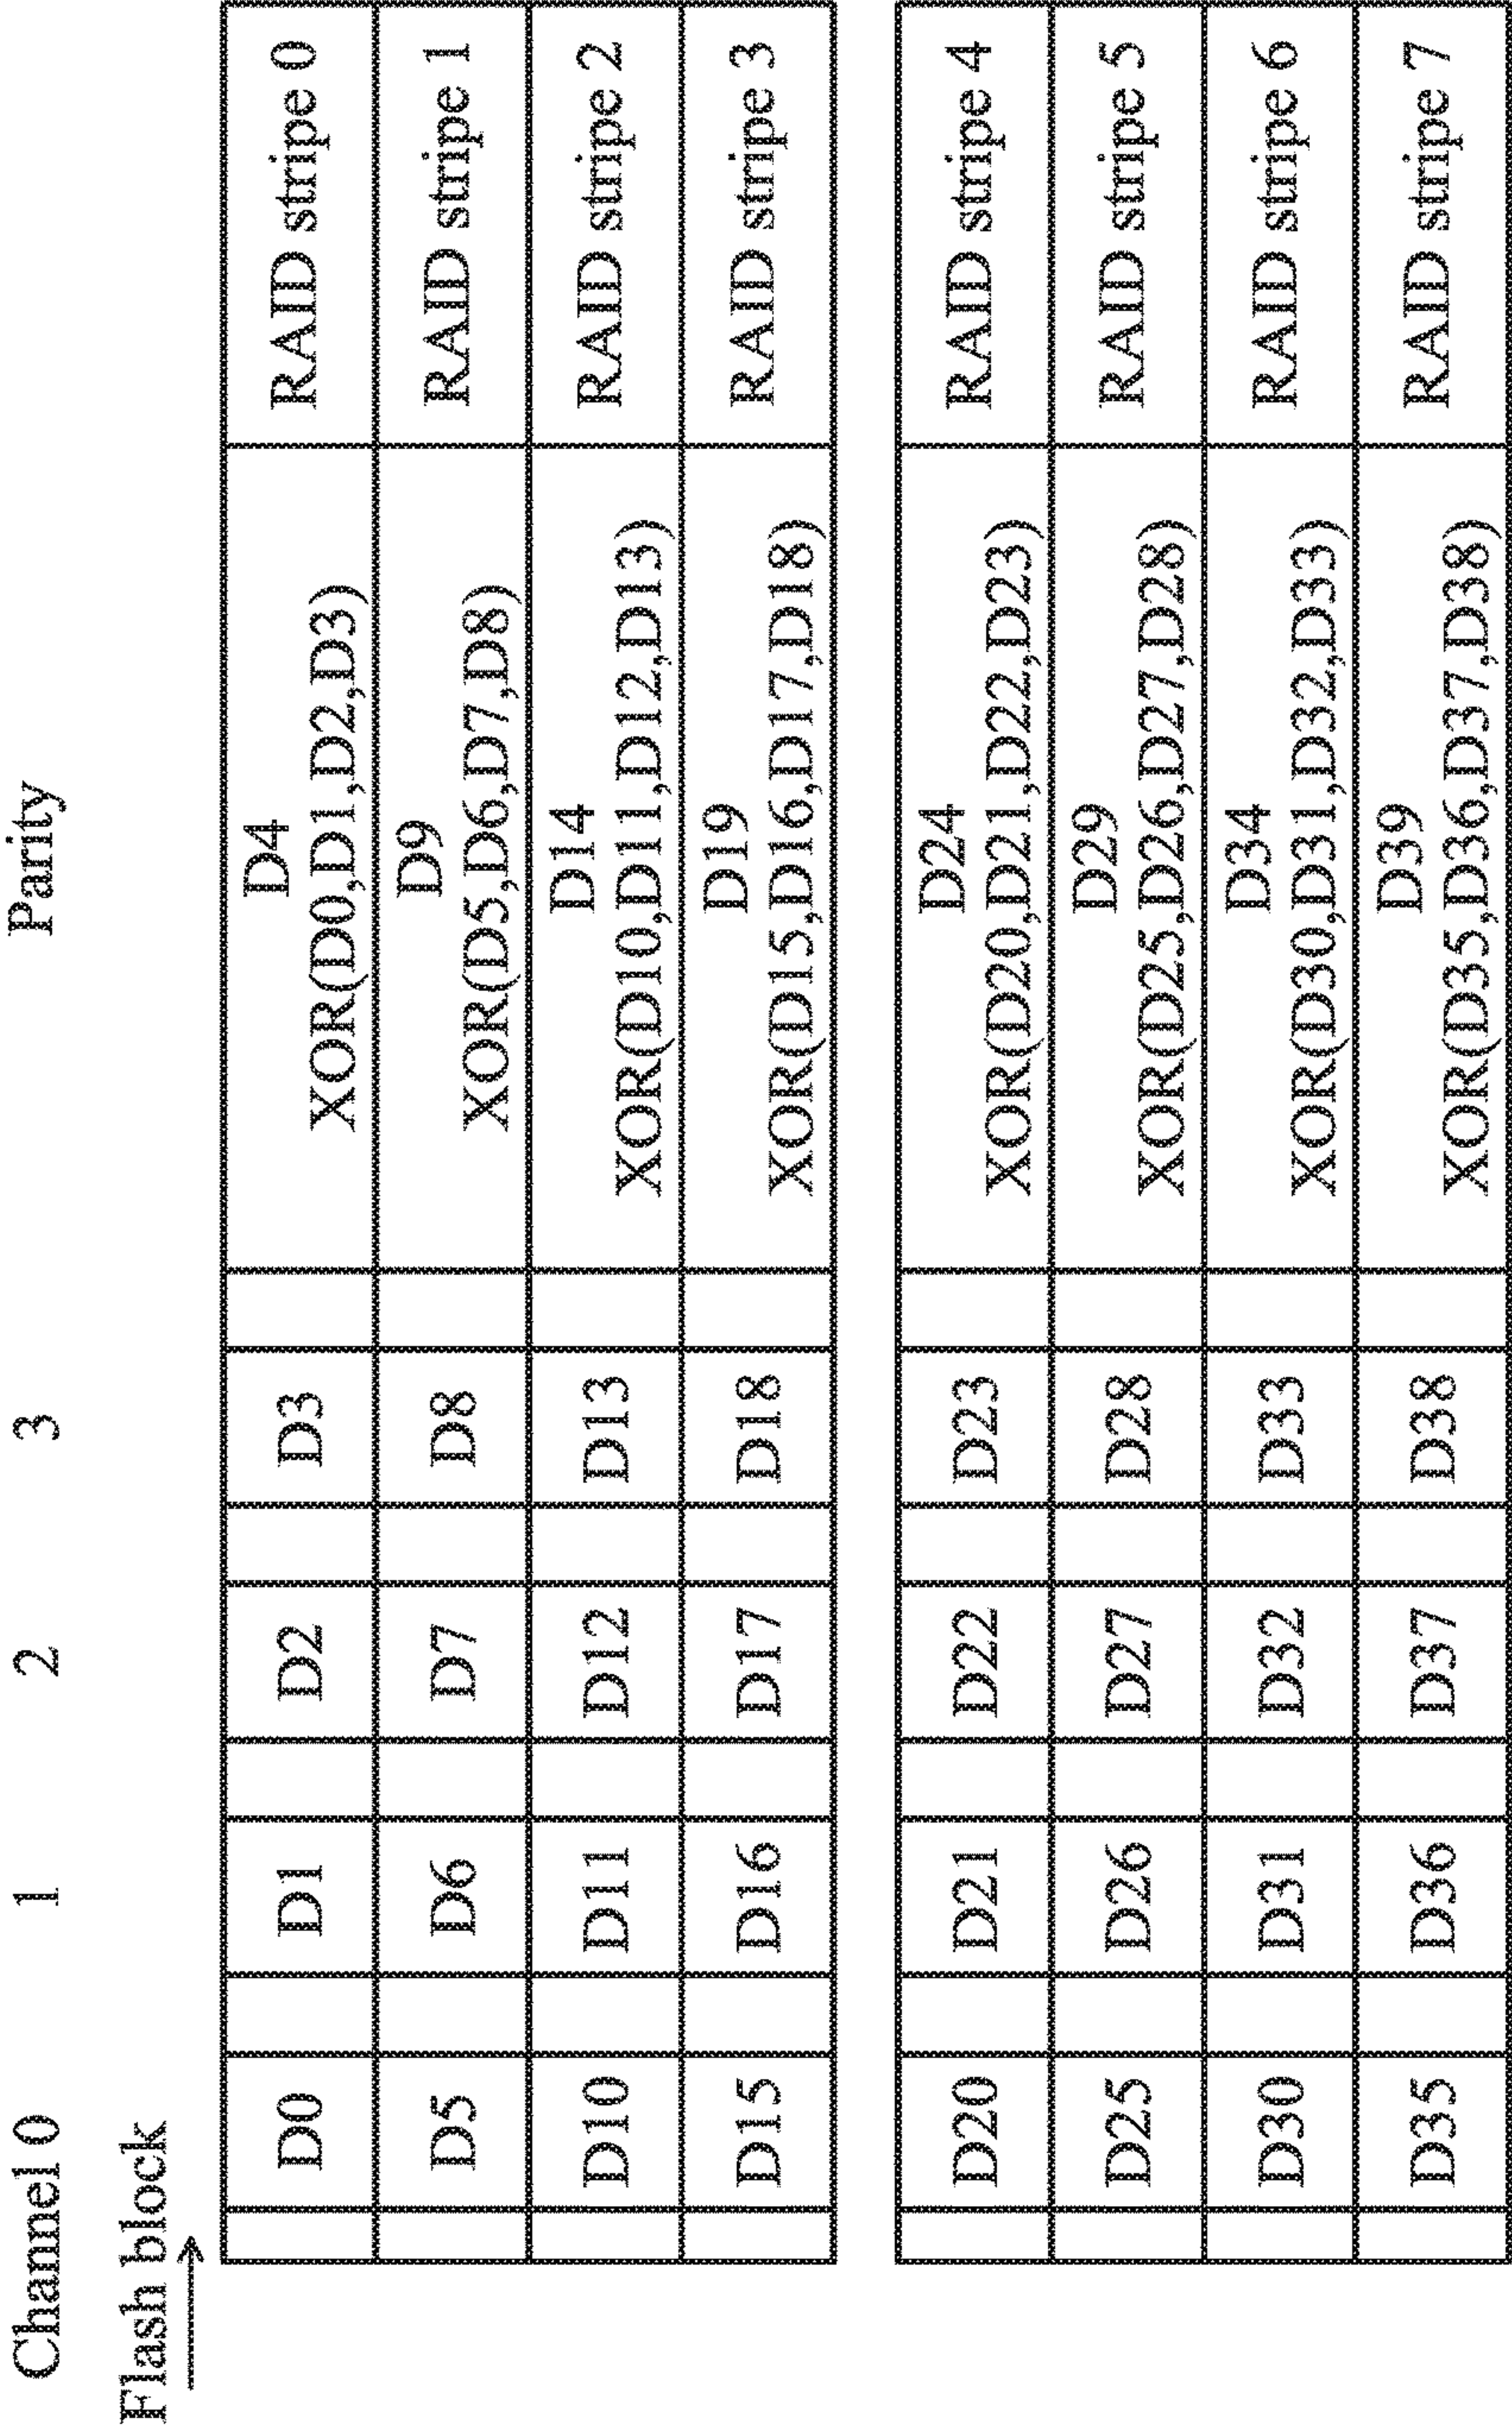 Channel 0 1 2 3 Parity
Flash block
D0 D1 D2 D3 D4 RAID stripe 0
XOR(D0,D1,D2,D3)
D5 D6 D7 D8 D9 RAID stripe 1
XOR(D5,D6,D7,D8)
D10 D11 D12 D13 D14 RAID stripe 2
XOR(D10,D11,D12,D13)
D15 D16 D17 D18 D19 RAID stripe 3
XOR(D15,D16,D17,D18)
D20 D21 D22 D23 D24 RAID stripe 4
XOR(D20,D21,D22,D23)
D25 D26 D27 D28 D29 RAID stripe 5
XOR(D25,D26,D27,D28)
D30 D31 D32 D33 D34 RAID stripe 6
XOR(D30,D31,D32,D33)
D35 D36 D37 D38 D39 RAID stripe 7
XOR(D35,D36,D37,D38)